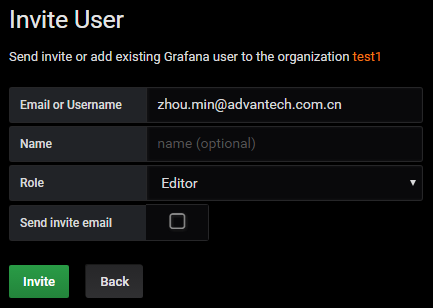 Invite User
Send invite or add existing Grafana user to the organization test1
Email or Username zhou.min@advantech.com.cn
Name name (optional)
Role Editor
Send invite email
Invite Back